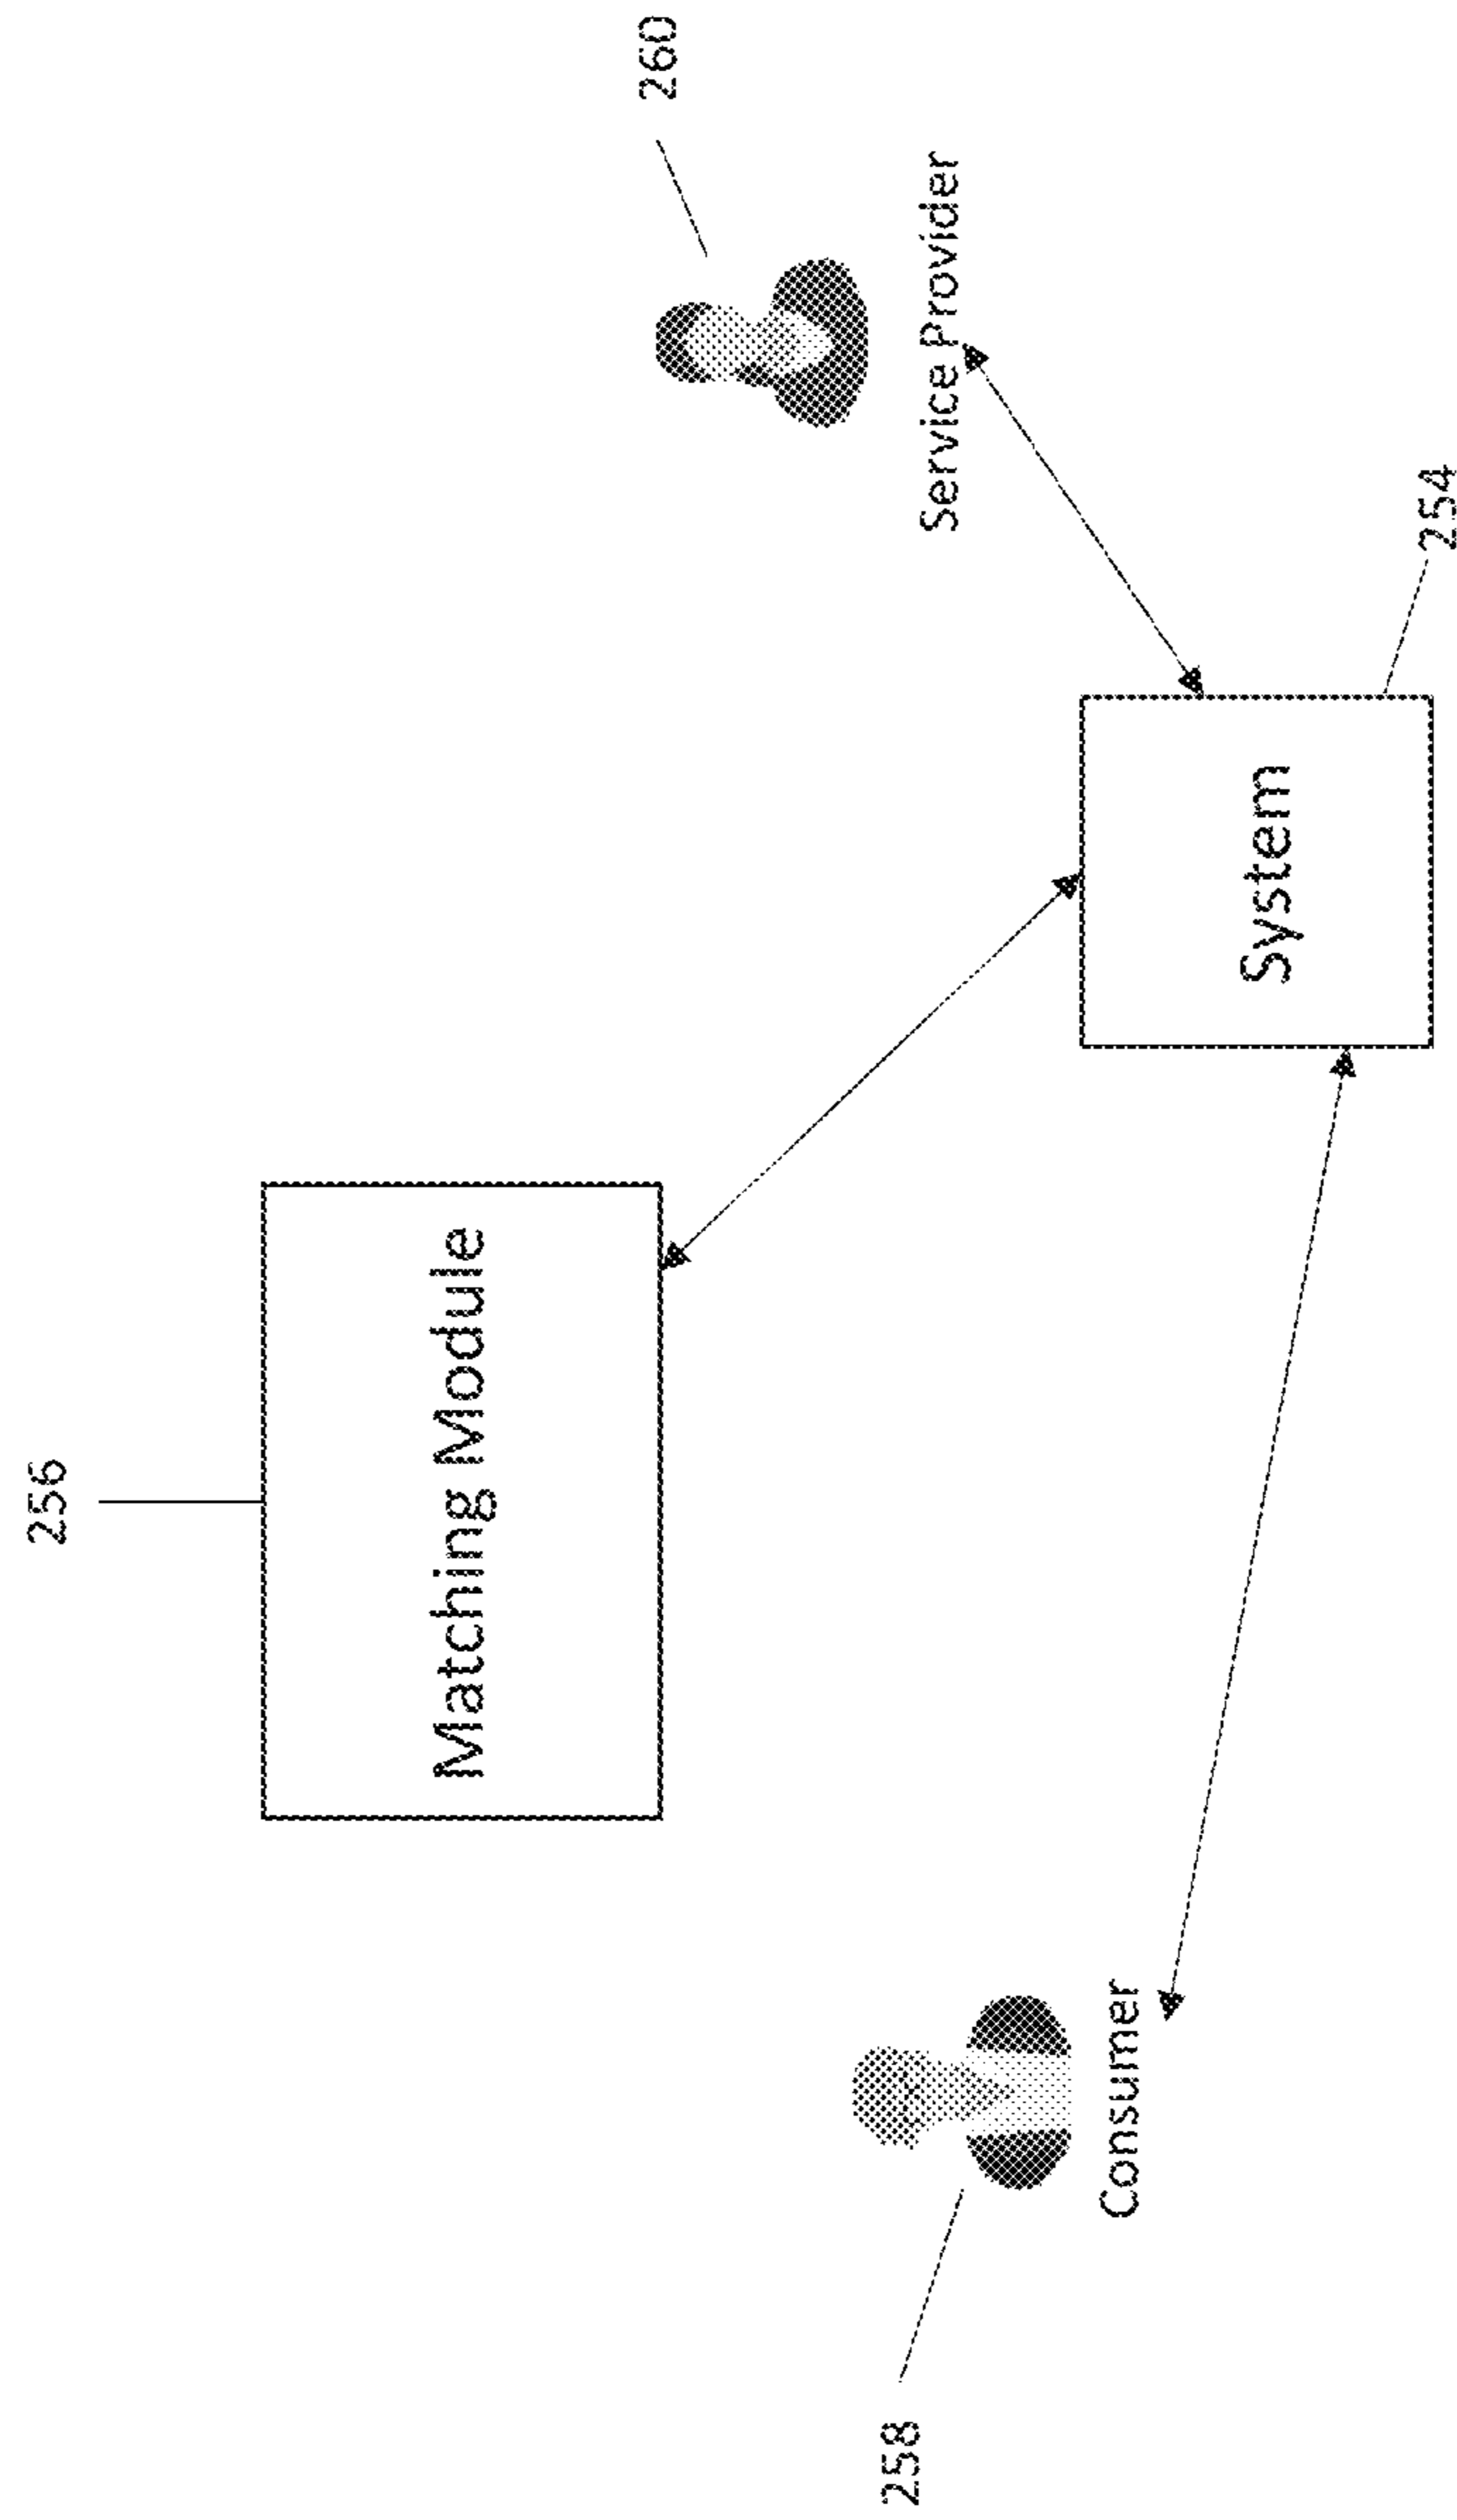 256
Matching Module
260
Service Provider
258
Consumer
System
254